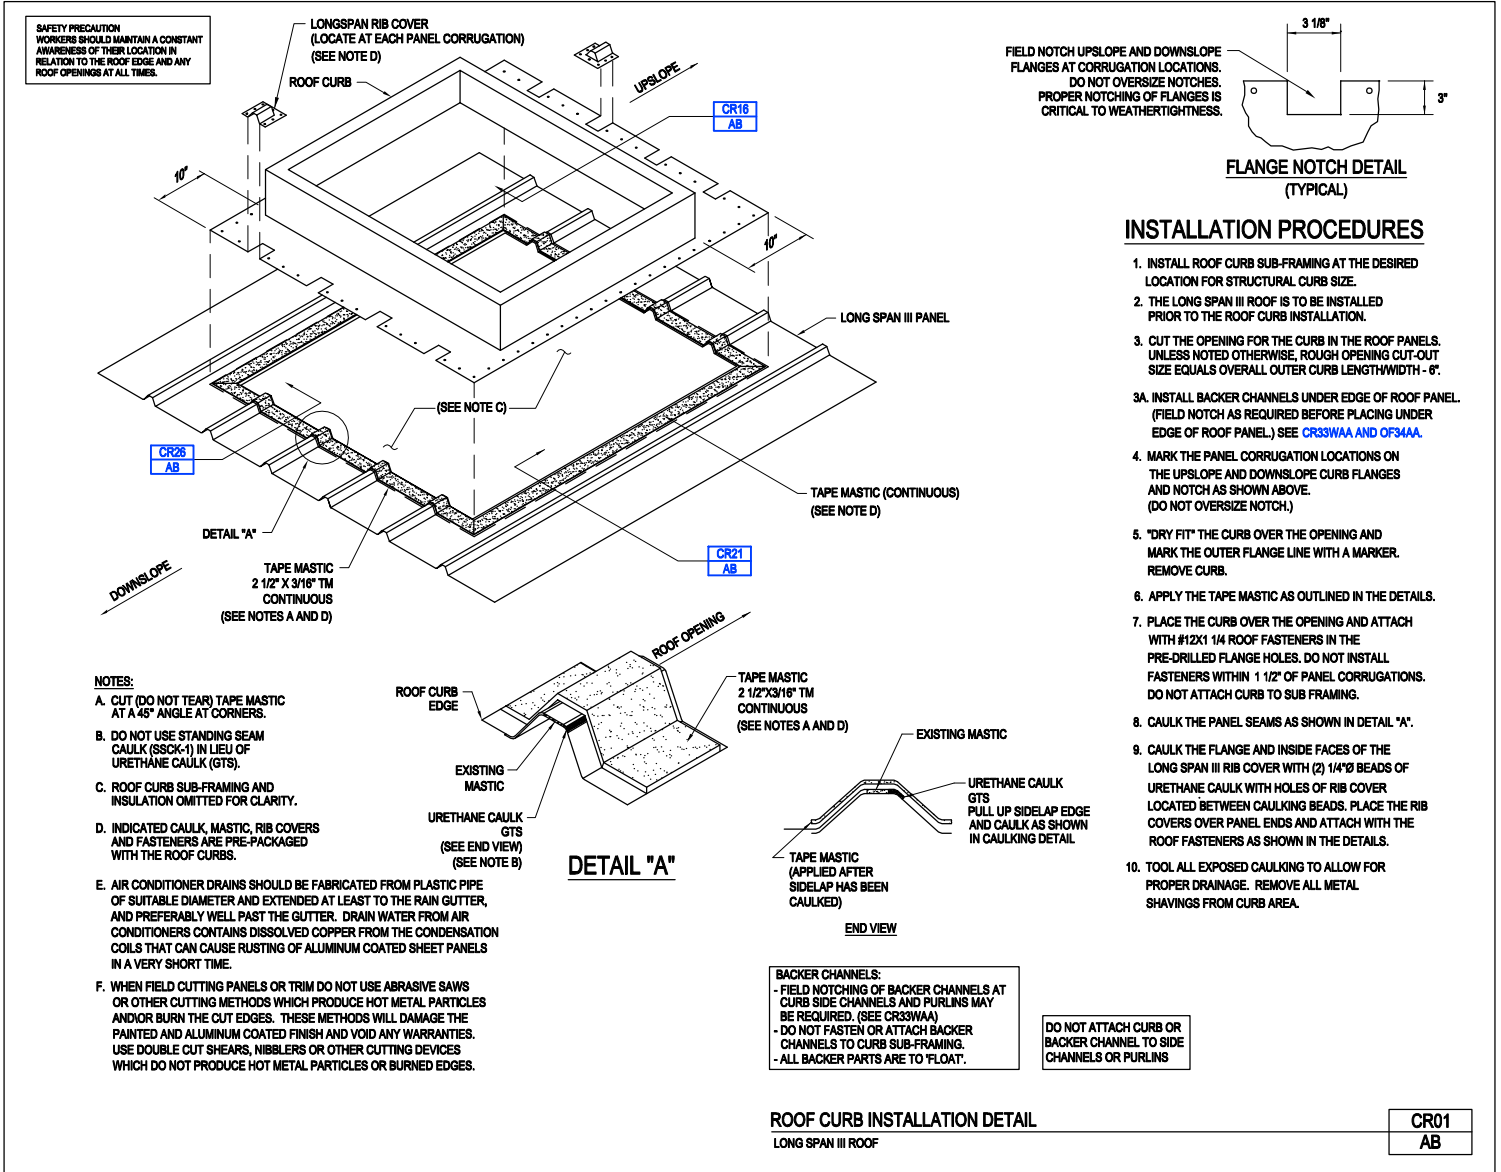 SAFETY PRECAUTION
WORKERS SHOULD MAINTAIN A CONSTANT
AWARENESS OF THEIR LOCATION IN
RELATION TO THE ROOF EDGE AND ANY
ROOF OPENINGS AT ALL TIMES.
LONGSPAN RIB COVER
(LOCATE AT EACH PANEL CORRUGATION)
(SEE NOTE D)
ROOF CURB
UPSLOPE
CR16
AB
10"
10"
LONG SPAN III PANEL
(SEE NOTE C)
CR26
AB
DETAIL "A"
TAPE MASTIC (CONTINUOUS)
(SEE NOTE D)
CR21
AB
DOWNSLOPE
TAPE MASTIC
2 1/2" X 3/16" TM
CONTINUOUS
(SEE NOTES A AND D)
3 1/8"
FIELD NOTCH UPSLOPE AND DOWNSLOPE
FLANGES AT CORRUGATION LOCATIONS.
DO NOT OVERSIZE NOTCHES.
PROPER NOTCHING OF FLANGES IS
CRITICAL TO WEATHERTIGHTNESS.
3"
FLANGE NOTCH DETAIL
(TYPICAL)
INSTALLATION PROCEDURES
1. INSTALL ROOF CURB SUB-FRAMING AT THE DESIRED
LOCATION FOR STRUCTURAL CURB SIZE.
2. THE LONG SPAN III ROOF IS TO BE INSTALLED
PRIOR TO THE ROOF CURB INSTALLATION.
3. CUT THE OPENING FOR THE CURB IN THE ROOF PANELS.
UNLESS NOTED OTHERWISE, ROUGH OPENING CUT-OUT
SIZE EQUALS OVERALL OUTER CURB LENGTH/WIDTH - 6".
3A. INSTALL BACKER CHANNELS UNDER EDGE OF ROOF PANEL.
(FIELD NOTCH AS REQUIRED BEFORE PLACING UNDER
EDGE OF ROOF PANEL.) SEE CR33WAA AND OF34AA.
4. MARK THE PANEL CORRUGATION LOCATIONS ON
THE UPSLOPE AND DOWNSLOPE CURB FLANGES
AND NOTCH AS SHOWN ABOVE.
(DO NOT OVERSIZE NOTCH.)
5. "DRY FIT" THE CURB OVER THE OPENING AND
MARK THE OUTER FLANGE LINE WITH A MARKER.
REMOVE CURB.
6. APPLY THE TAPE MASTIC AS OUTLINED IN THE DETAILS.
7. PLACE THE CURB OVER THE OPENING AND ATTACH
WITH #12X1 1/4 ROOF FASTENERS IN THE
PRE-DRILLED FLANGE HOLES. DO NOT INSTALL
FASTENERS WITHIN 1 1/2" OF PANEL CORRUGATIONS.
DO NOT ATTACH CURB TO SUB FRAMING.
8. CAULK THE PANEL SEAMS AS SHOWN IN DETAIL "A".
9. CAULK THE FLANGE AND INSIDE FACES OF THE
LONG SPAN III RIB COVER WITH (2) 1/4"Ø BEADS OF
URETHANE CAULK WITH HOLES OF RIB COVER
LOCATED BETWEEN CAULKING BEADS. PLACE THE RIB
COVERS OVER PANEL ENDS AND ATTACH WITH THE
ROOF FASTENERS AS SHOWN IN THE DETAILS.
10. TOOL ALL EXPOSED CAULKING TO ALLOW FOR
PROPER DRAINAGE. REMOVE ALL METAL
SHAVINGS FROM CURB AREA.
NOTES:
A. CUT (DO NOT TEAR) TAPE MASTIC
AT A 45° ANGLE AT CORNERS.
B. DO NOT USE STANDING SEAM
CAULK (SSCK-1) IN LIEU OF
URETHANE CAULK (GTS).
C. ROOF CURB SUB-FRAMING AND
INSULATION OMITTED FOR CLARITY.
D. INDICATED CAULK, MASTIC, RIB COVERS
AND FASTENERS ARE PRE-PACKAGED
WITH THE ROOF CURBS.
E. AIR CONDITIONER DRAINS SHOULD BE FABRICATED FROM PLASTIC PIPE
OF SUITABLE DIAMETER AND EXTENDED AT LEAST TO THE RAIN GUTTER,
AND PREFERABLY WELL PAST THE GUTTER. DRAIN WATER FROM AIR
CONDITIONERS CONTAINS DISSOLVED COPPER FROM THE CONDENSATION
COILS THAT CAN CAUSE RUSTING OF ALUMINUM COATED SHEET PANELS
IN A VERY SHORT TIME.
F. WHEN FIELD CUTTING PANELS OR TRIM DO NOT USE ABRASIVE SAWS
OR OTHER CUTTING METHODS WHICH PRODUCE HOT METAL PARTICLES
AND\OR BURN THE CUT EDGES. THESE METHODS WILL DAMAGE THE
PAINTED AND ALUMINUM COATED FINISH AND VOID ANY WARRANTIES.
USE DOUBLE CUT SHEARS, NIBBLERS OR OTHER CUTTING DEVICES
WHICH DO NOT PRODUCE HOT METAL PARTICLES OR BURNED EDGES.
ROOF OPENING
ROOF CURB
EDGE
TAPE MASTIC
2 1/2"X3/16" TM
CONTINUOUS
(SEE NOTES A AND D)
EXISTING
MASTIC
URETHANE CAULK
GTS
(SEE END VIEW)
(SEE NOTE B)
DETAIL "A"
EXISTING MASTIC
URETHANE CAULK
GTS
PULL UP SIDELAP EDGE
AND CAULK AS SHOWN
IN CAULKING DETAIL
TAPE MASTIC
(APPLIED AFTER
SIDELAP HAS BEEN
CAULKED)
END VIEW
BACKER CHANNELS:
- FIELD NOTCHING OF BACKER CHANNELS AT
CURB SIDE CHANNELS AND PURLINS MAY
BE REQUIRED. (SEE CR33WAA)
- DO NOT FASTEN OR ATTACH BACKER
CHANNELS TO CURB SUB-FRAMING.
- ALL BACKER PARTS ARE TO 'FLOAT'.
DO NOT ATTACH CURB OR
BACKER CHANNEL TO SIDE
CHANNELS OR PURLINS
ROOF CURB INSTALLATION DETAIL
LONG SPAN III ROOF
CR01
AB